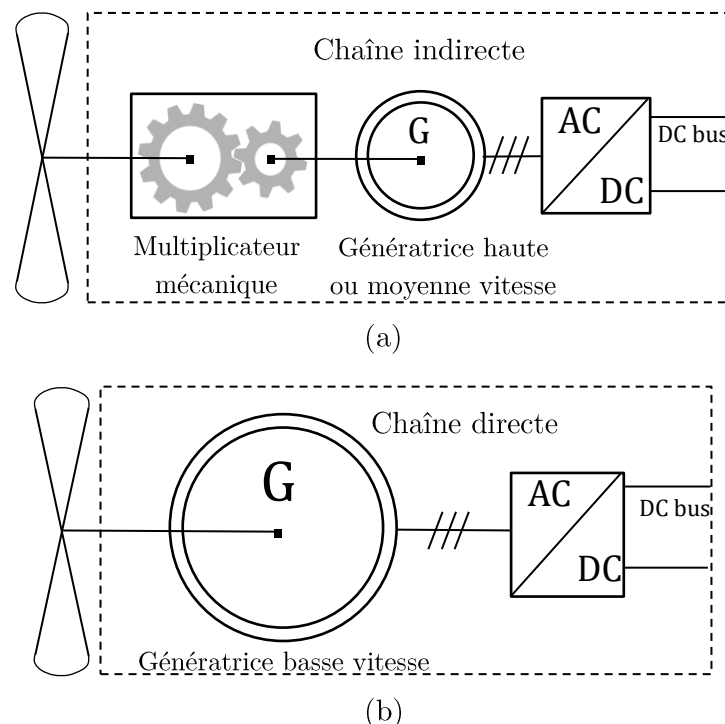 Chaîne indirecte
G
AC
DC
DC bus
Multiplicateur
mécanique
Génératrice haute
ou moyenne vitesse
(a)
Chaîne directe
G
AC
DC
DC bus
Génératrice basse vitesse
(b)